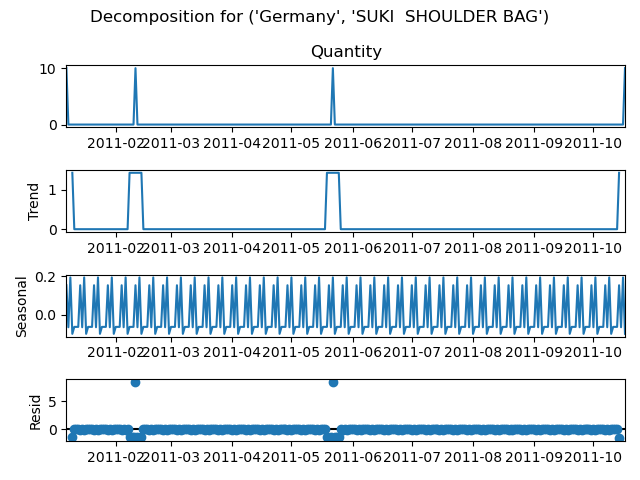 Decomposition for ('Germany', 'SUKI  SHOULDER BAG')
Quantity
10
0
2011-02 2011-03 2011-04 2011-05 2011-06 2011-07 2011-08 2011-09 2011-10
Trend
1
0
2011-02 2011-03 2011-04 2011-05 2011-06 2011-07 2011-08 2011-09 2011-10
Seasonal
0.2
0.0
2011-02 2011-03 2011-04 2011-05 2011-06 2011-07 2011-08 2011-09 2011-10
Resid
5
0
2011-02 2011-03 2011-04 2011-05 2011-06 2011-07 2011-08 2011-09 2011-10